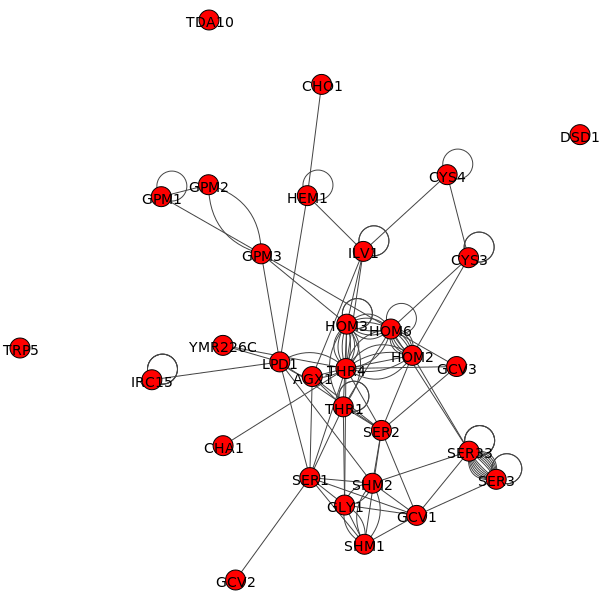 TDA10
CHO1
DSD1
CYS4
GPM2
GPM1
HEM1
ILV1
GPM3
CYS3
HOM3
HOM6
TRP5
YMR226C
HOM2
LPD1
THR4
GCV3
IRC15
AGX1
THR1
SER2
CHA1
SER33
SER1
SHM2
SER3
GLY1
GCV1
SHM1
GCV2